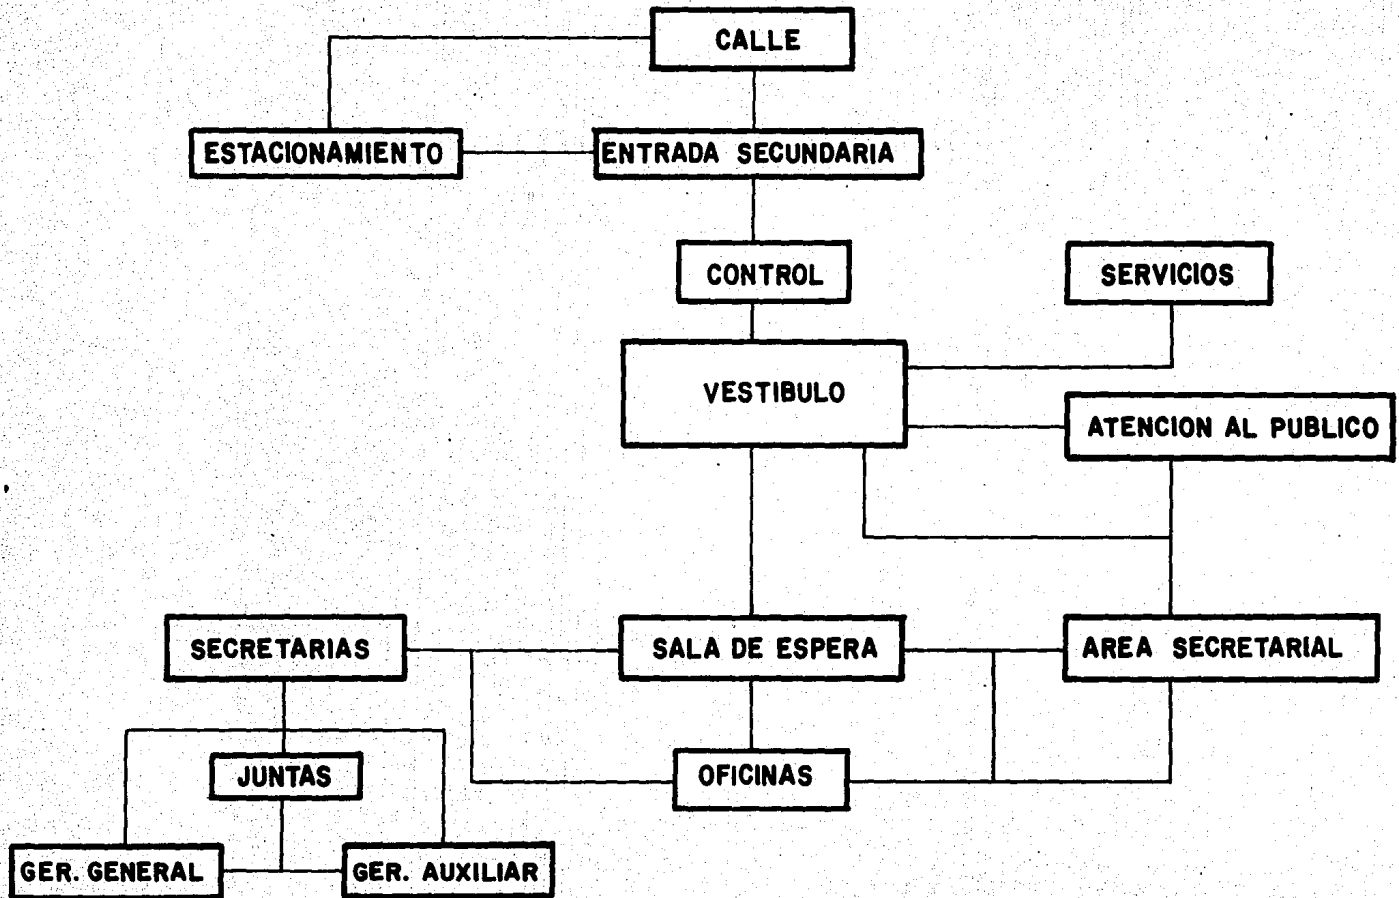 CALLE
ESTACIONAMIENTO
ENTRADA SECUNDARIA
CONTROL
SERVICIOS
VESTIBULO
ATENCION AL PUBLICO
SECRETARIAS
SALA DE ESPERA
AREA SECRETARIAL
JUNTAS
OFICINAS
GER. GENERAL
GER. AUXILIAR